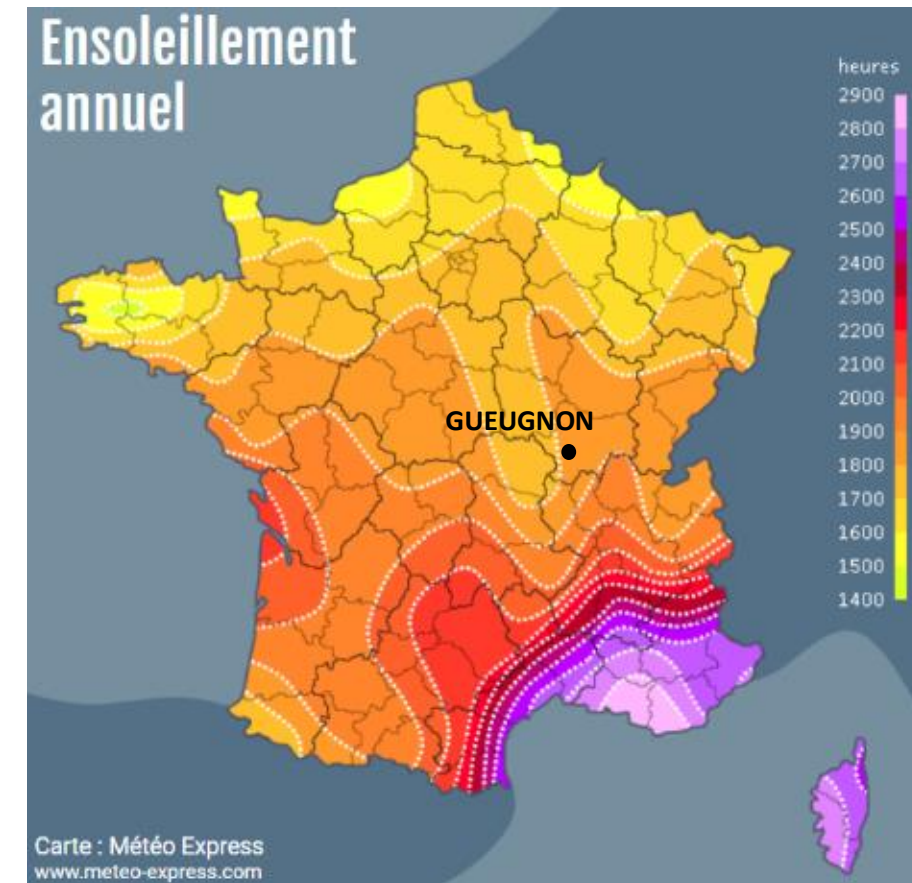 Ensoleillement
annuel
heures
2900
2800
2700
2600
2500
2400
2300
2200
2100
2000
1900
1800
1700
1600
1500
1400
GUEUGNON
Carte : Météo Express
www.meteo-express.com